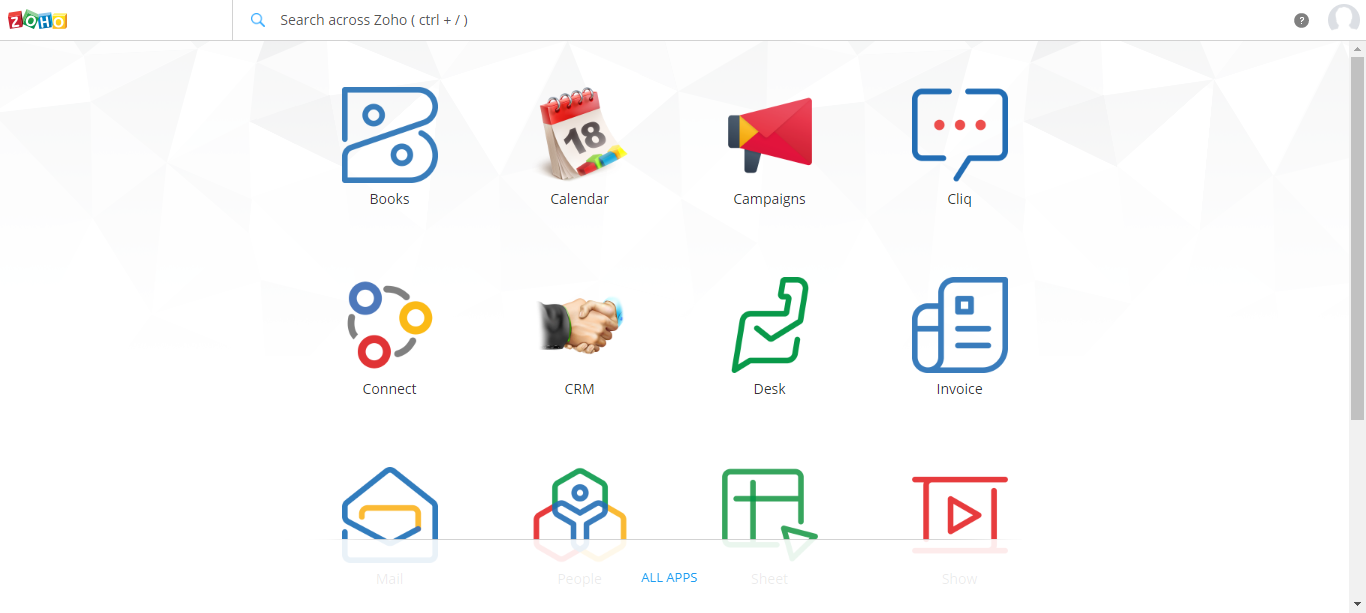 ZOHO
Search across Zoho ( ctrl + / )
?
18
Books
Calendar
Campaigns
Cliq
Connect
CRM
Desk
Invoice
Mail
People
ALL APPS
Sheet
Show